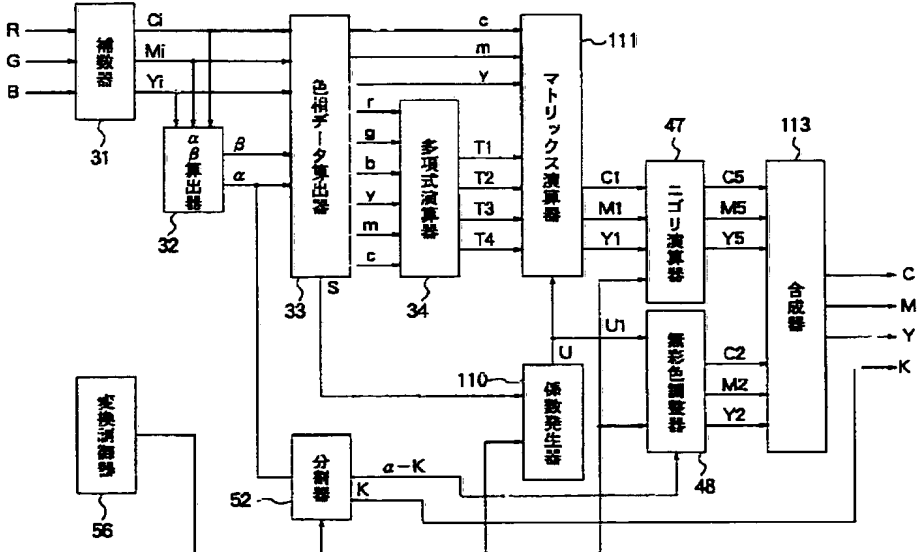 R
G
B
補数器
31
Ci
Mi
Yi
αβ算出器
32
β
α
色相データ算出器
33
S
c
m
y
r
g
b
y
m
c
多項式演算器
34
T1
T2
T3
T4
マトリックス演算器
111
C1
M1
Y1
47
ニゴリ演算器
C5
M5
Y5
113
合成器
C
M
Y
K
U1
U
110
係数発生器
無彩色調整器
48
C2
M2
Y2
変換制御器
56
分割器
52
α-K
K